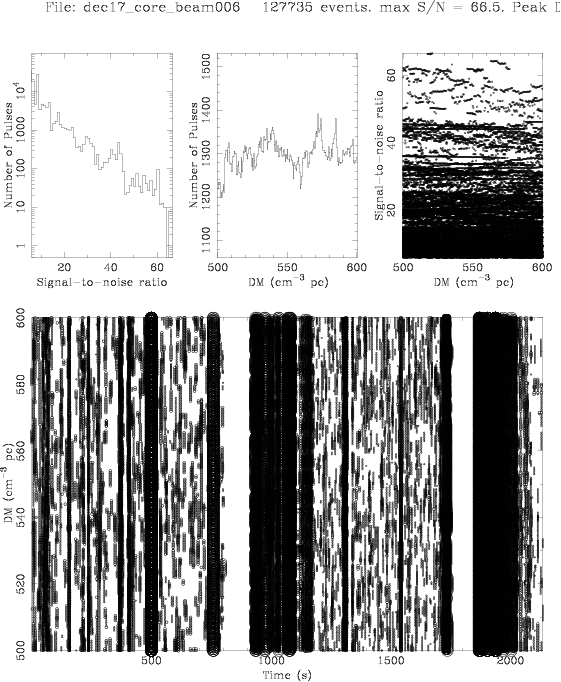 File: dec17_core_beam006 127735 events. max S/N = 66.5. Peak D
Number of Pulses
1 10 100 1000 10^4
20 40 60
Signal-to-noise ratio
Number of Pulses
1100 1200 1300 1400 1500
500 550 600
DM (cm⁻³ pc)
Signal-to-noise ratio
20 40 60
500 550 600
DM (cm⁻³ pc)
DM (cm⁻³ pc)
500 520 540 560 580 600
500 1000 1500 2000
Time (s)